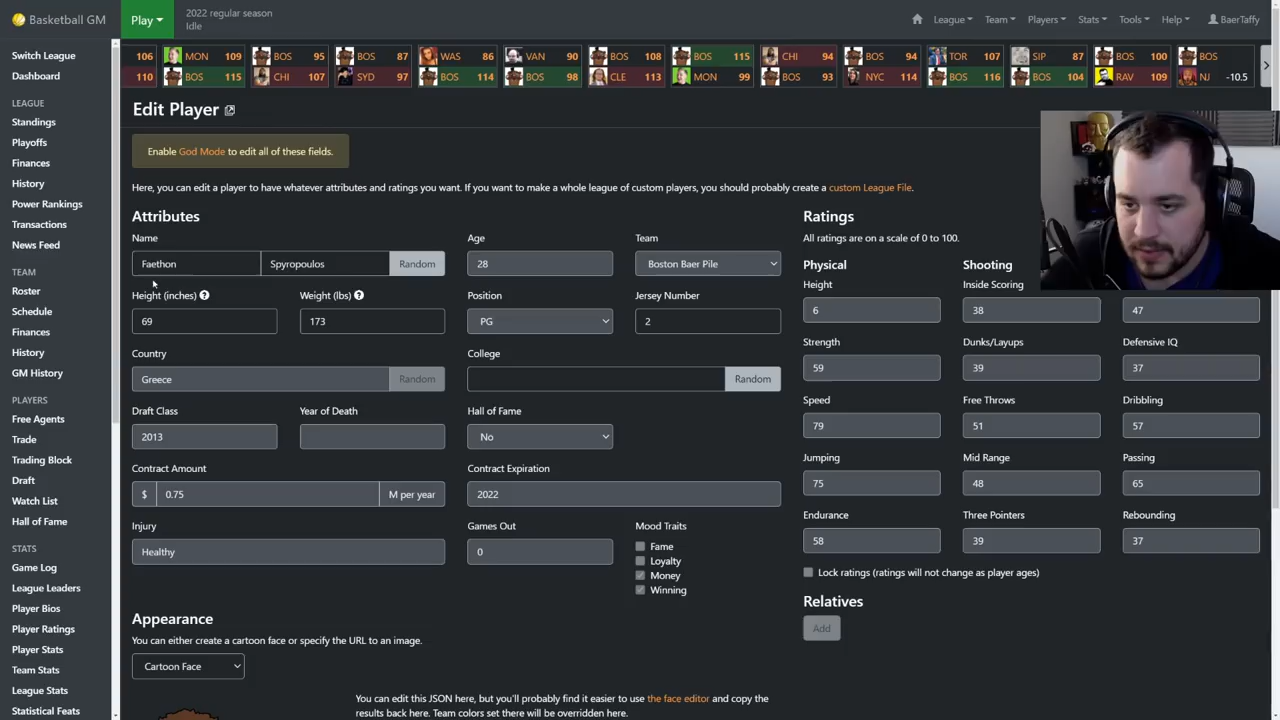 Basketball GM
Play
2022 regular season
Idle
League
Team
Players
Stats
Tools
Help
BaerTaffy
106
110
MON 109
BOS 115
BOS 95
CHI 107
BOS 87
SYD 97
WAS 86
BOS 114
VAN 90
BOS 98
BOS 108
CLE 113
BOS 115
MON 99
CHI 94
BOS 93
BOS 94
NYC 114
TOR 107
BOS 116
SIP 87
BOS 104
BOS 100
RAV 109
BOS
NJ -10.5
Switch League
Dashboard
LEAGUE
Standings
Playoffs
Finances
History
Power Rankings
Transactions
News Feed
TEAM
Roster
Schedule
Finances
History
GM History
PLAYERS
Free Agents
Trade
Trading Block
Draft
Watch List
Hall of Fame
STATS
Game Log
League Leaders
Player Bios
Player Ratings
Player Stats
Team Stats
League Stats
Statistical Feats
Edit Player
Enable God Mode to edit all of these fields.
Here, you can edit a player to have whatever attributes and ratings you want. If you want to make a whole league of custom players, you should probably create a custom League File.
Attributes
Name
Faethon
Spyropoulos
Random
Age
28
Team
Boston Baer Pile
Height (inches) ?
69
Weight (lbs) ?
173
Position
PG
Jersey Number
2
Country
Greece
Random
College
Random
Draft Class
2013
Year of Death
Hall of Fame
No
Contract Amount
$ 0.75 M per year
Contract Expiration
2022
Injury
Healthy
Games Out
0
Mood Traits
Fame
Loyalty
Money
Winning
Appearance
You can either create a cartoon face or specify the URL to an image.
Cartoon Face
You can edit this JSON here, but you'll probably find it easier to use the face editor and copy the
results back here. Team colors set there will be overridden here.
Ratings
All ratings are on a scale of 0 to 100.
Physical
Height
6
Strength
59
Speed
79
Jumping
75
Endurance
58
Shooting
Inside Scoring
38
Dunks/Layups
39
Free Throws
51
Mid Range
48
Three Pointers
39
47
Defensive IQ
37
Dribbling
57
Passing
65
Rebounding
37
Lock ratings (ratings will not change as player ages)
Relatives
Add